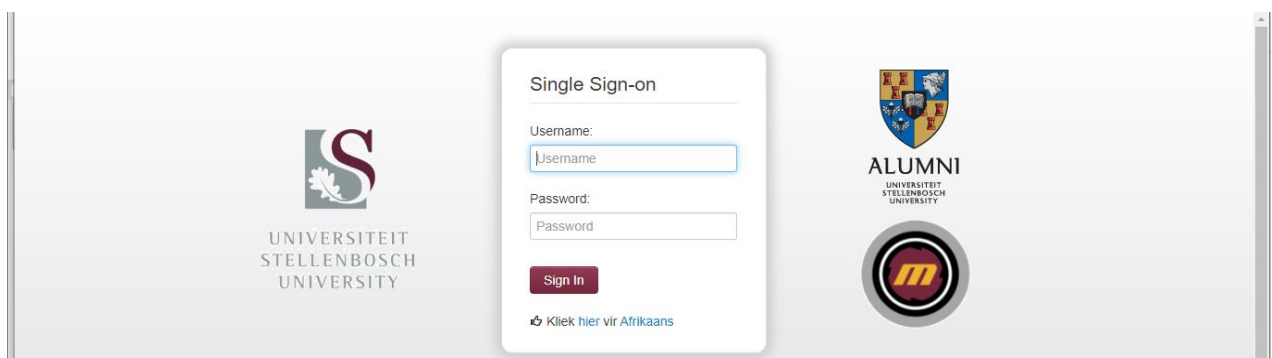 Single Sign-on
Username:
Username
Password:
Password
Sign In
Kliek hier vir Afrikaans
UNIVERSITEIT
STELLENBOSCH
UNIVERSITY
ALUMNI
UNIVERSITEIT
STELLENBOSCH
UNIVERSITY
m